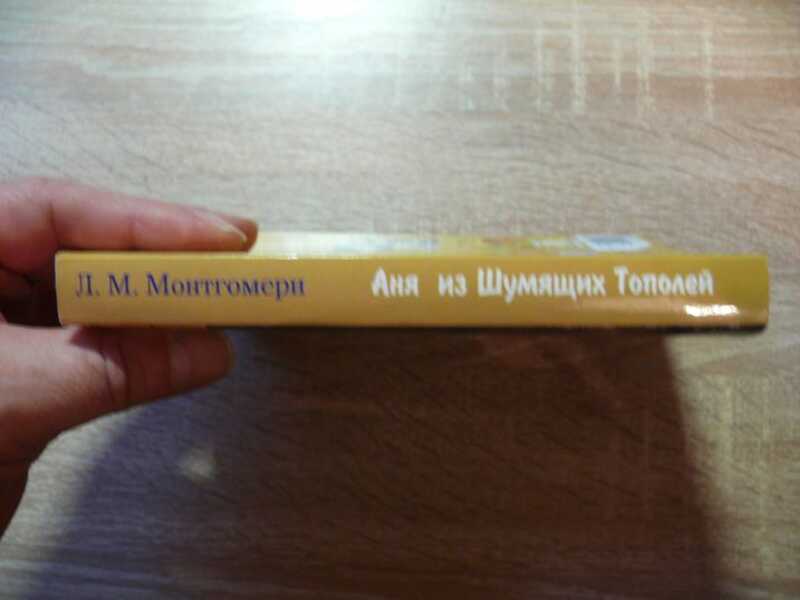 Л. М. Монтгомери Аня из Шумящих Тополей